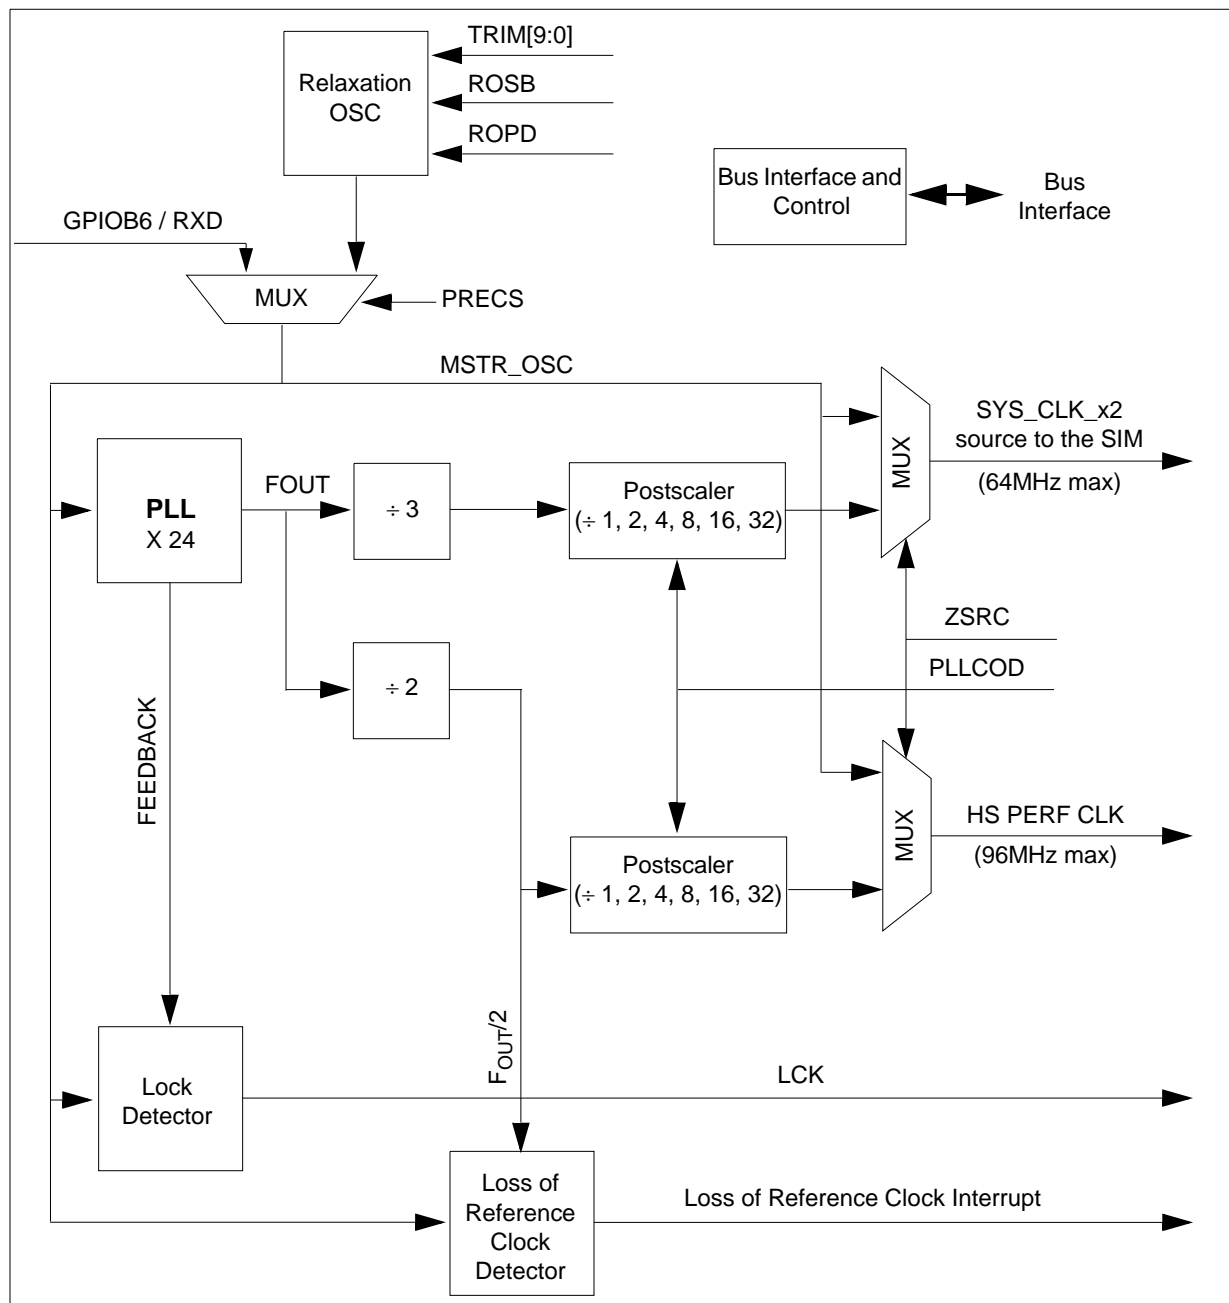 TRIM[9:0]
Relaxation
OSC
ROSB
ROPD
Bus Interface and
Control
Bus
Interface
GPIOB6 / RXD
MUX
PRECS
MSTR_OSC
SYS_CLK_x2
source to the SIM
(64MHz max)
MUX
PLL
X 24
FOUT
÷ 3
Postscaler
(÷ 1, 2, 4, 8, 16, 32)
ZSRC
PLLCOD
÷ 2
FEEDBACK
MUX
HS PERF CLK
(96MHz max)
Postscaler
(÷ 1, 2, 4, 8, 16, 32)
FOUT/2
Lock
Detector
LCK
Loss of
Reference
Clock
Detector
Loss of Reference Clock Interrupt